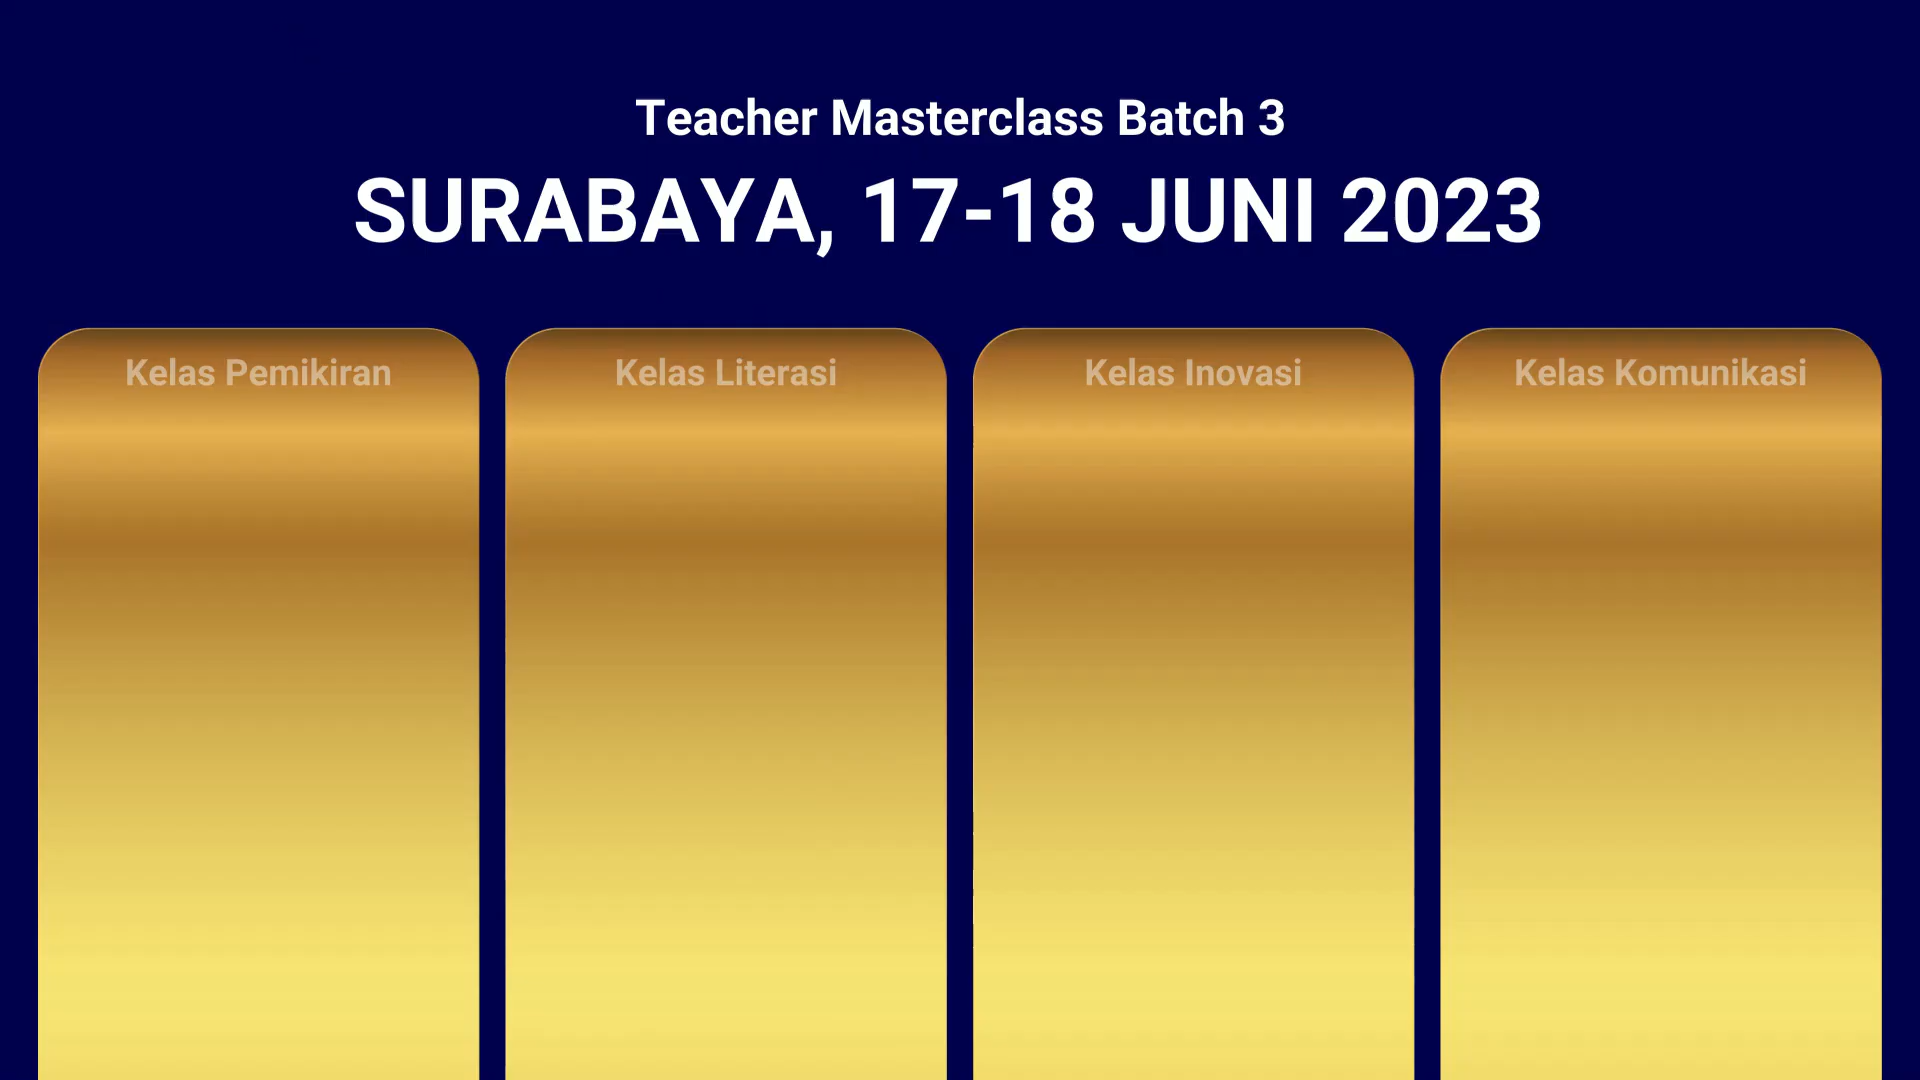 Teacher Masterclass Batch 3
SURABAYA, 17-18 JUNI 2023
Kelas Pemikiran
Kelas Literasi
Kelas Inovasi
Kelas Komunikasi